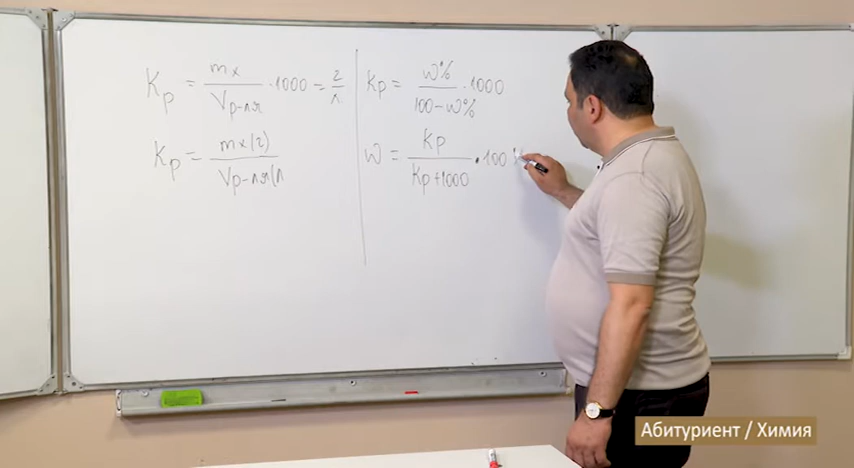 Kp = mx / Vр-ля · 1000 = г/л
Kp = mx(г) / Vр-ля(л
Kp = w% / 100-w% · 1000
w = Kp / Kp+1000 · 100%
Абитуриент / Химия